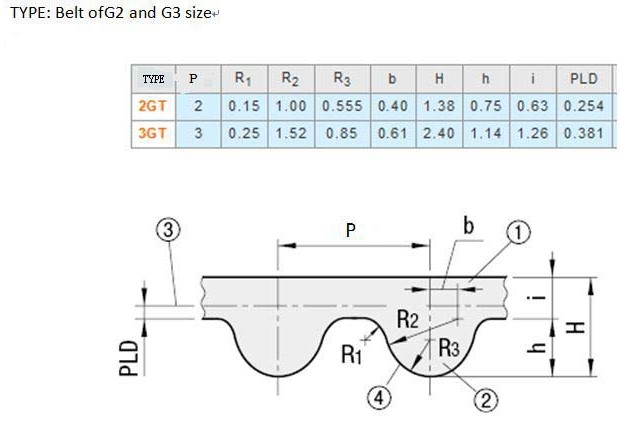 TYPE: Belt ofG2 and G3 size↵
TYPE P R1 R2 R3 b H h i PLD
2GT 2 0.15 1.00 0.555 0.40 1.38 0.75 0.63 0.254
3GT 3 0.25 1.52 0.85 0.61 2.40 1.14 1.26 0.381
3 P b 1
i
R2 H
PLD R1 R3 h
4 2